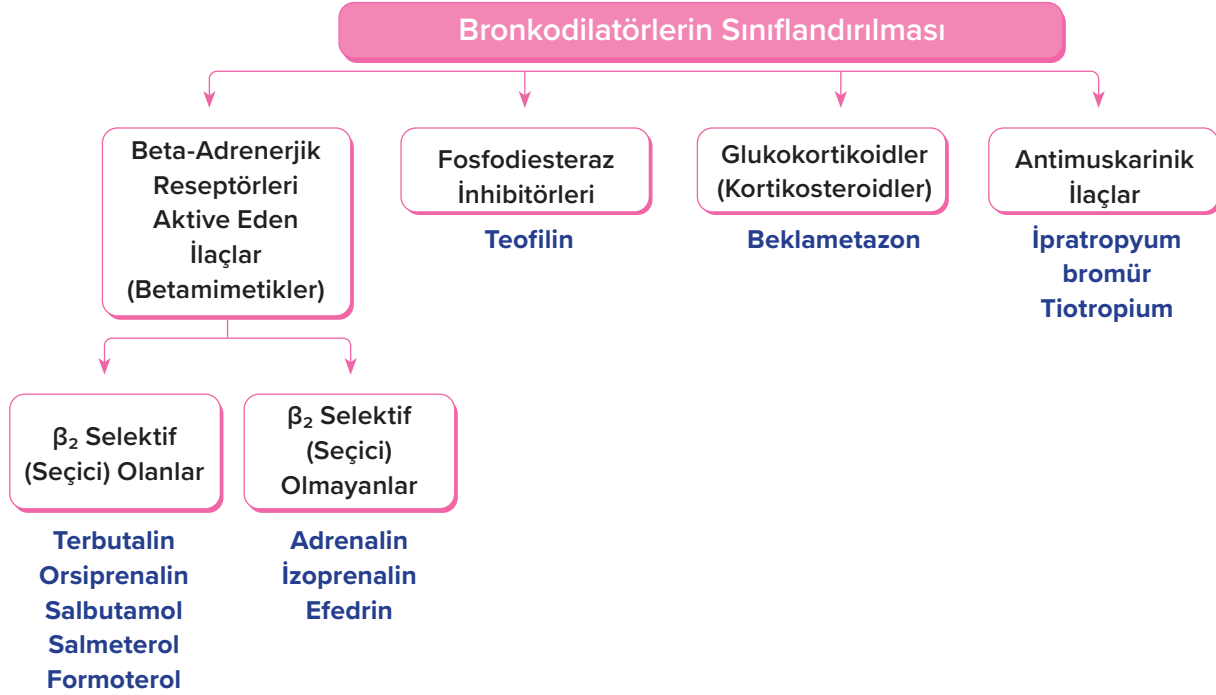 Bronkodilatörlerin Sınıflandırılması
Beta-Adrenerjik
Reseptörleri
Aktive Eden
İlaçlar
(Betamimetikler)
Fosfodiesteraz
İnhibitörleri
Teofilin
Glukokortikoidler
(Kortikosteroidler)
Beklametazon
Antimuskarinik
İlaçlar
İpratropyum
bromür
Tiotropium
β₂ Selektif
(Seçici) Olanlar
Terbutalin
Orsiprenalin
Salbutamol
Salmeterol
Formoterol
β₂ Selektif
(Seçici)
Olmayanlar
Adrenalin
İzoprenalin
Efedrin